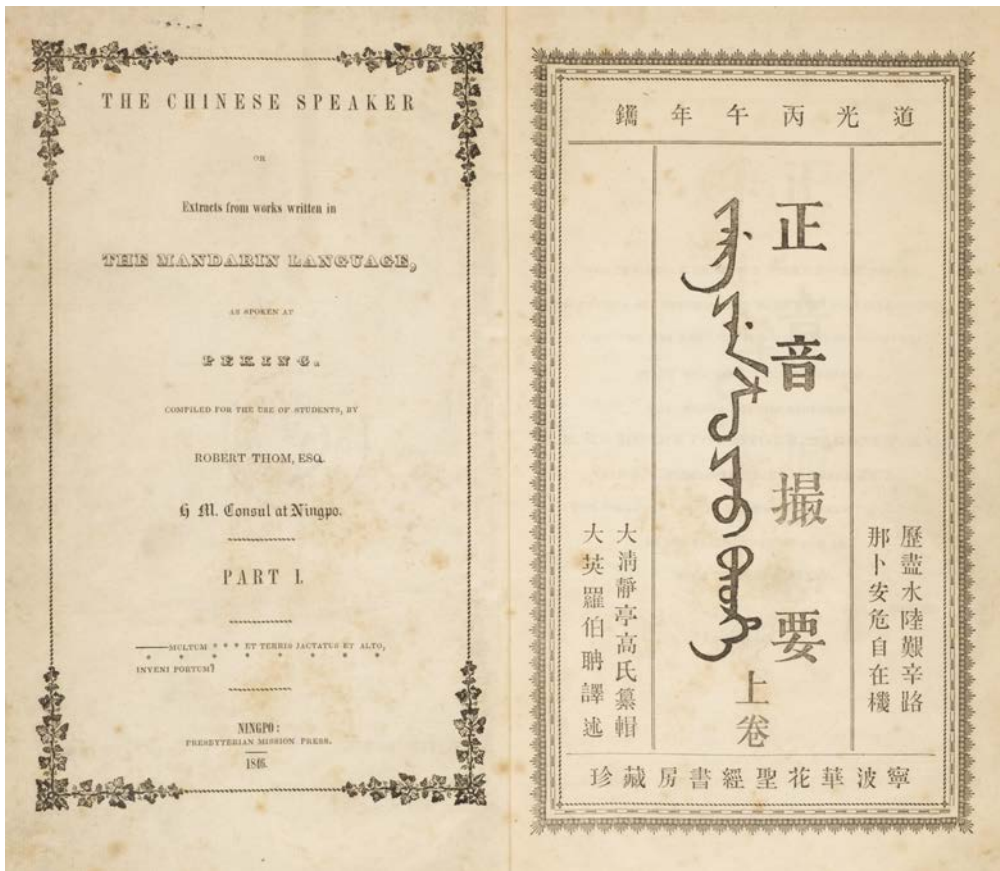 THE CHINESE SPEAKER
OR
Extracts from works written in
THE MANDARIN LANGUAGE,
AS SPOKEN AT
PEKING.
COMPILED FOR THE USE OF STUDENTS, BY
ROBERT THOM, ESQ.
H M. Consul at Ningpo.
PART I.
——MULTUM * * * ET TERRIS JACTATUS ET ALTO,
* * * * * * * * *
INVENI PORTUM?
NINGPO:
PRESBYTERIAN MISSION PRESS.
1846.
道光丙午年鐫
歷盡水陸艱辛路
那卜安危自在機
正音撮要
上卷
大清靜亭高氏纂輯
大英羅伯聃譯述
寧波華花聖經書房藏珍